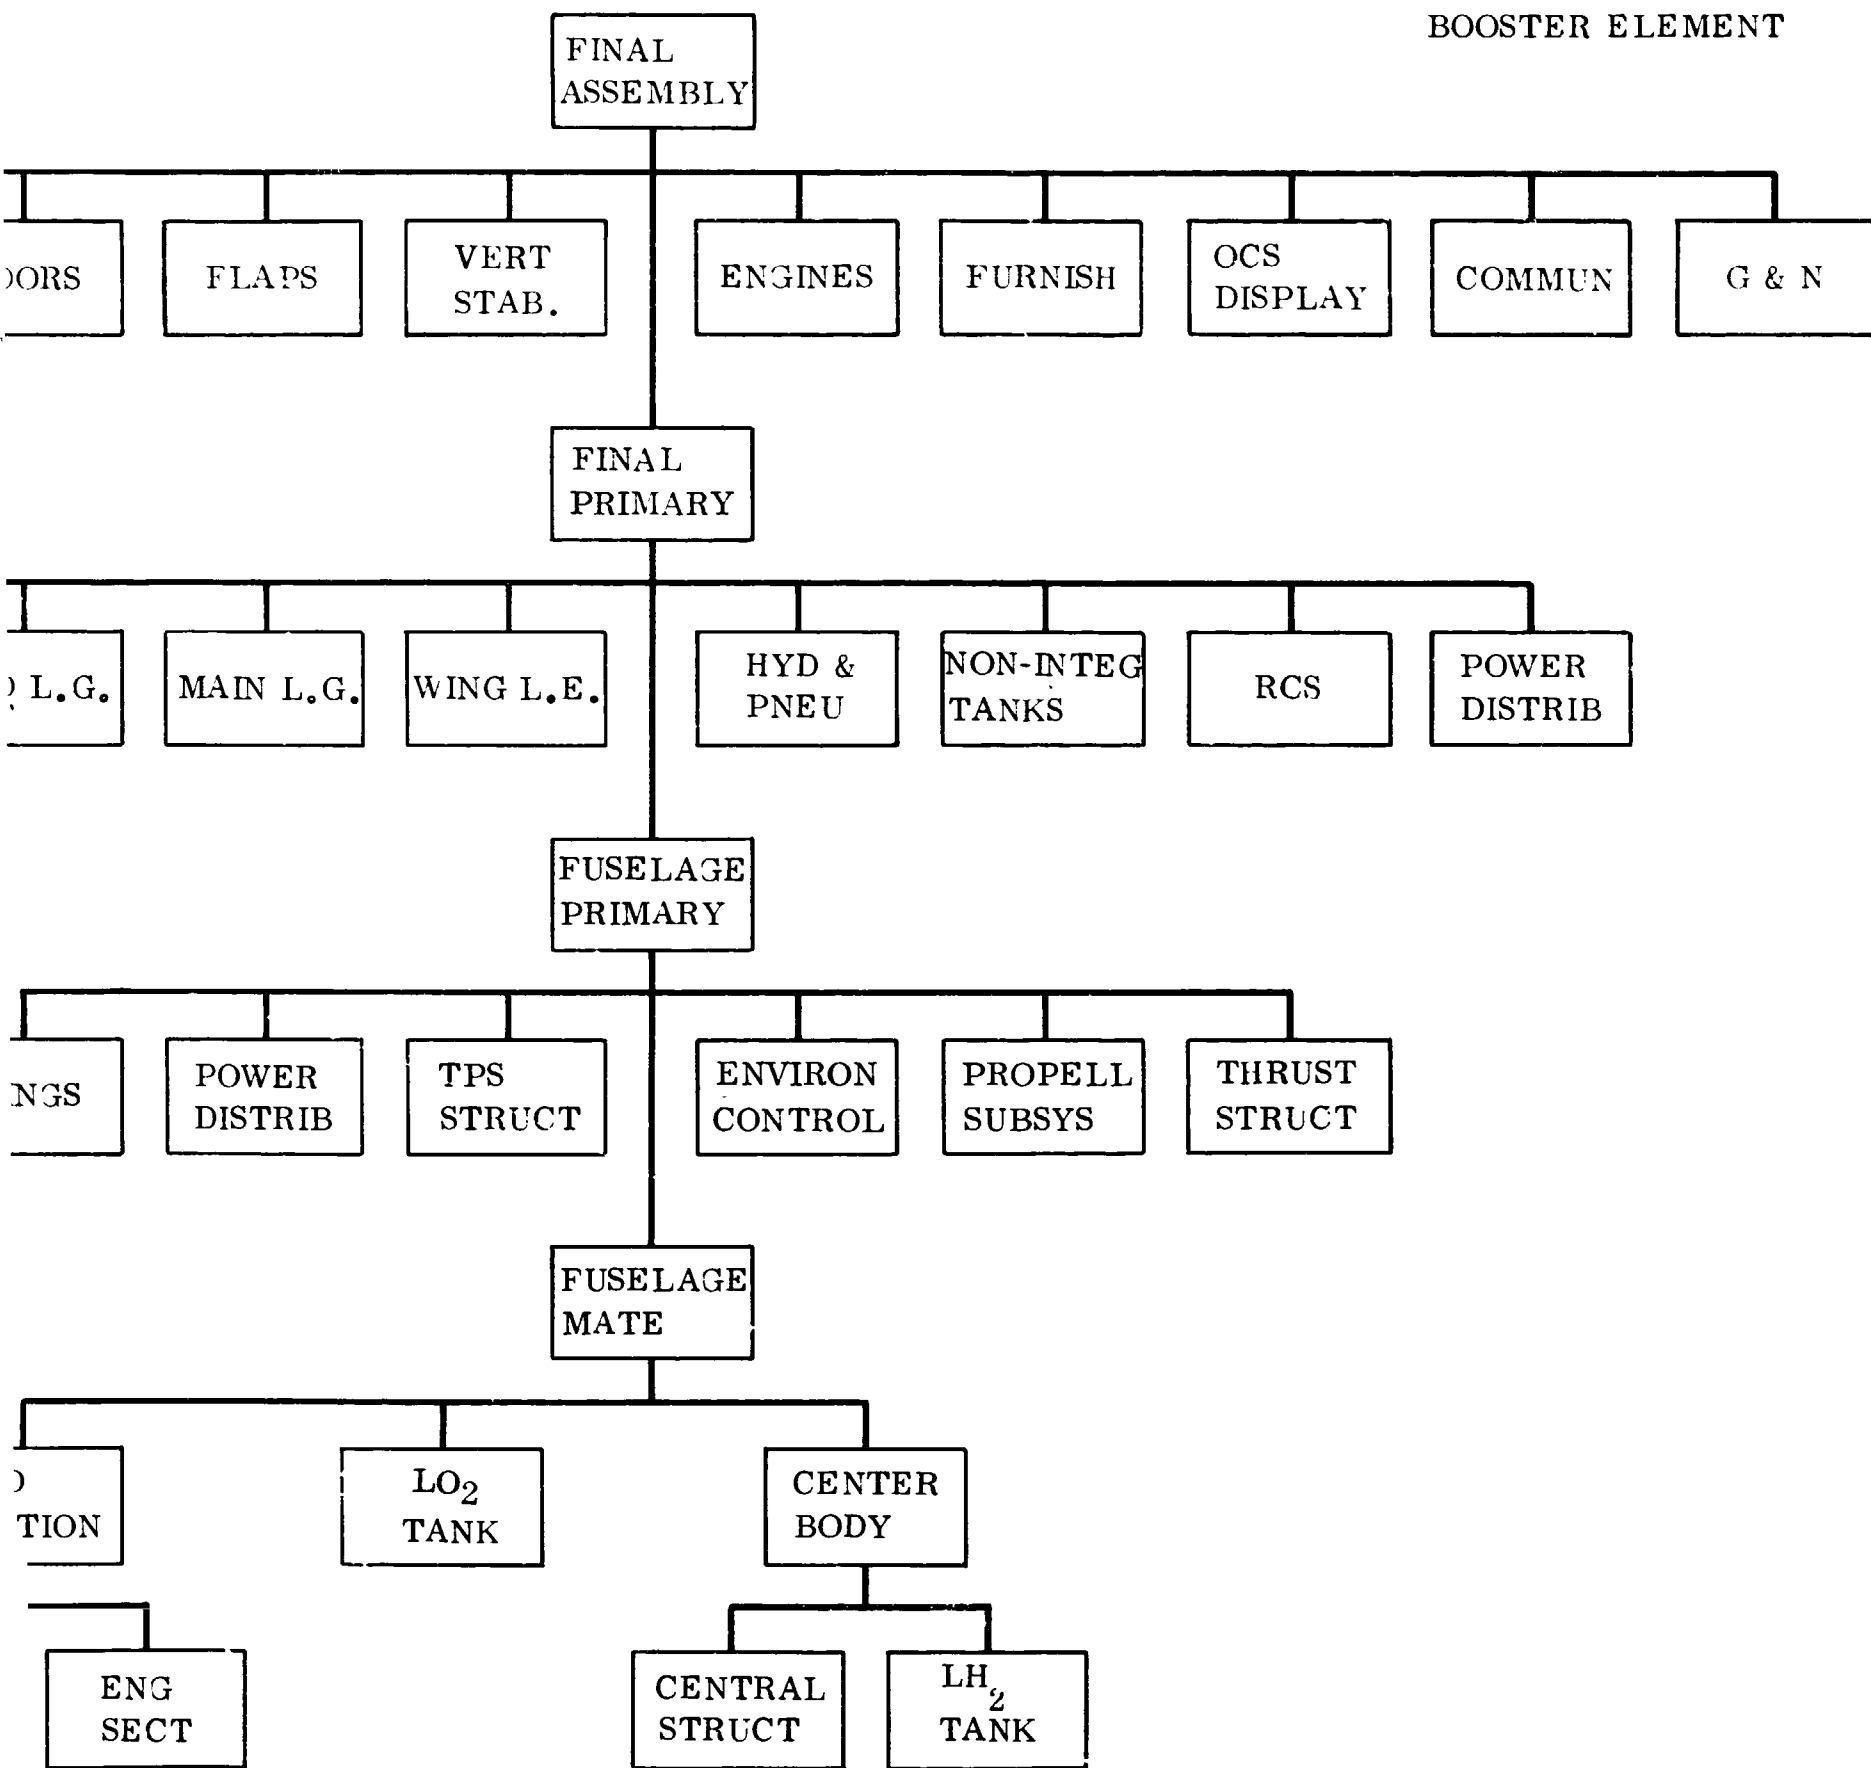 BOOSTER ELEMENT
FINAL
ASSEMBLY
FLAPS
VERT
STAB.
ENGINES
FURNISH
OCS
DISPLAY
COMMUN
G & N
FINAL
PRIMARY
L.G.
MAIN L.G.
WING L.E.
HYD &
PNEU
NON-INTEG
TANKS
RCS
POWER
DISTRIB
FUSELAGE
PRIMARY
NGS
POWER
DISTRIB
TPS
STRUCT
ENVIRON
CONTROL
PROPELL
SUBSYS
THRUST
STRUCT
FUSELAGE
MATE
TION
LO2
TANK
CENTER
BODY
ENG
SECT
CENTRAL
STRUCT
LH2
TANK